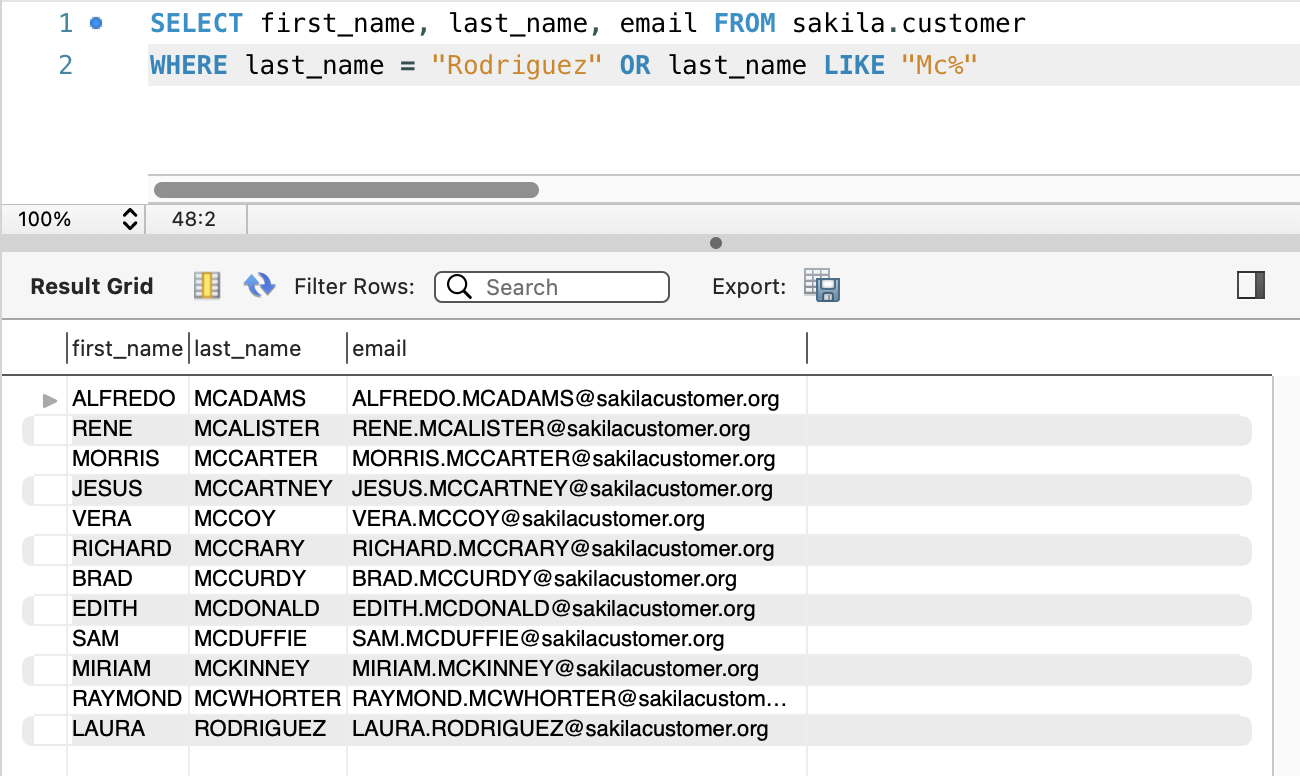 1 SELECT first_name, last_name, email FROM sakila.customer
2 WHERE last_name = "Rodriguez" OR last_name LIKE "Mc%"
100% 48:2
Result Grid Filter Rows: Search Export:
first_name last_name email
ALFREDO MCADAMS ALFREDO.MCADAMS@sakilacustomer.org
RENE MCALISTER RENE.MCALISTER@sakilacustomer.org
MORRIS MCCARTER MORRIS.MCCARTER@sakilacustomer.org
JESUS MCCARTNEY JESUS.MCCARTNEY@sakilacustomer.org
VERA MCCOY VERA.MCCOY@sakilacustomer.org
RICHARD MCCRARY RICHARD.MCCRARY@sakilacustomer.org
BRAD MCCURDY BRAD.MCCURDY@sakilacustomer.org
EDITH MCDONALD EDITH.MCDONALD@sakilacustomer.org
SAM MCDUFFIE SAM.MCDUFFIE@sakilacustomer.org
MIRIAM MCKINNEY MIRIAM.MCKINNEY@sakilacustomer.org
RAYMOND MCWHORTER RAYMOND.MCWHORTER@sakilacustom...
LAURA RODRIGUEZ LAURA.RODRIGUEZ@sakilacustomer.org